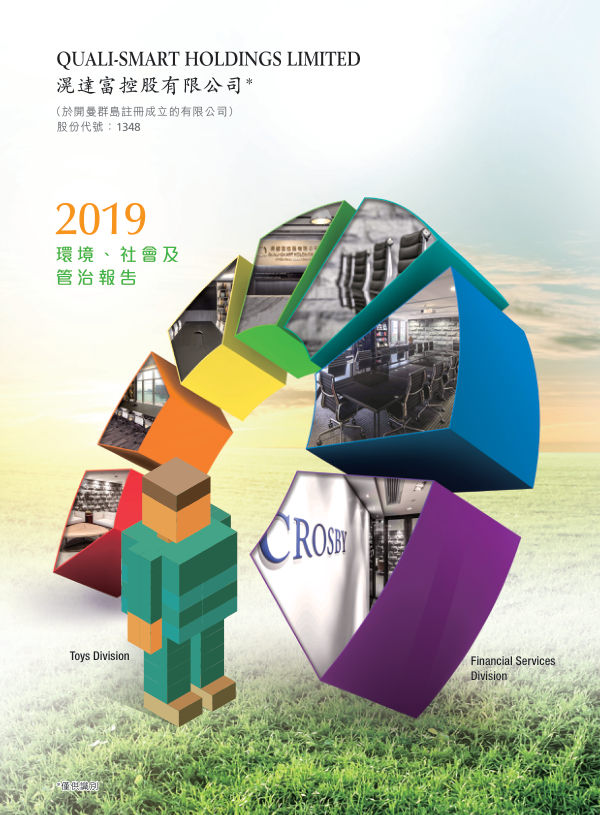 QUALI-SMART HOLDINGS LIMITED
滉達富控股有限公司*
（於開曼群島註冊成立的有限公司）
股份代號：1348
2019
環境、社會及
管治報告
CROSBY
Toys Division
Financial Services
Division
*僅供識別